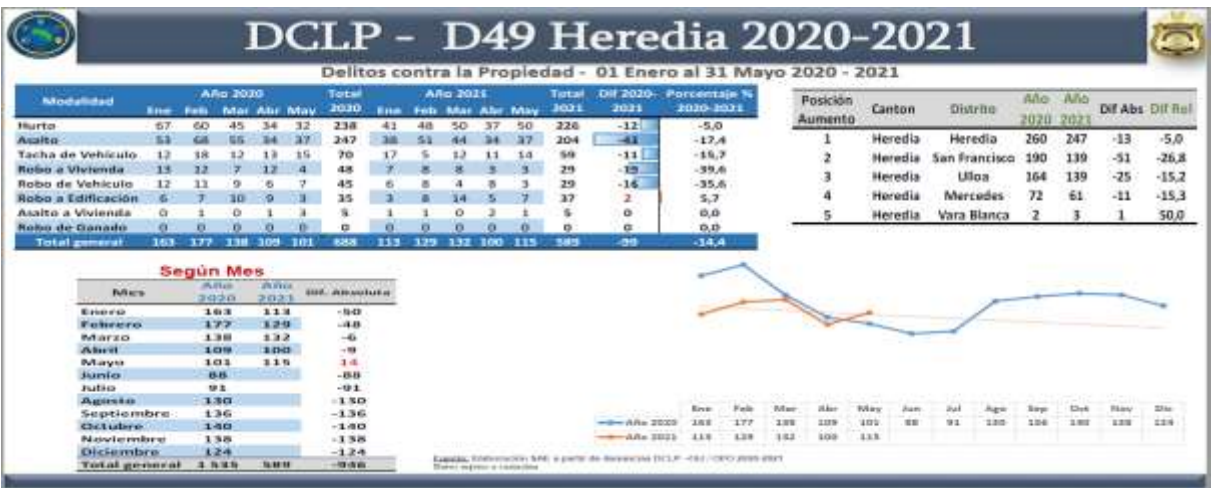 DCLP - D49 Heredia 2020-2021
Delitos contra la Propiedad - 01 Enero al 31 Mayo 2020 - 2021
Modalidad Año 2020 Total 2020 Año 2021 Total 2021 Dif 2020-2021 Porcentaje % 2020-2021
Ene Feb Mar Abr May Ene Feb Mar Abr May
Hurto 67 60 45 34 32 238 41 48 50 37 50 226 -12 -5,0
Asalto 53 68 55 34 37 247 38 51 44 34 37 204 -43 -17,4
Tacha de Vehículo 12 18 12 13 15 70 17 5 12 11 14 59 -11 -15,7
Robo a Vivienda 13 12 7 12 4 48 7 8 8 3 3 29 -19 -39,6
Robo de Vehículo 12 11 9 6 7 45 6 8 4 8 3 29 -16 -35,6
Robo a Edificación 6 7 10 9 3 35 3 8 14 5 7 37 2 5,7
Asalto a Vivienda 0 1 0 1 3 5 1 1 0 2 1 5 0 0,0
Robo de Ganado 0 0 0 0 0 0 0 0 0 0 0 0 0 0,0
Total general 163 177 138 109 101 688 113 129 132 100 115 589 -99 -14,4
Posición Aumento Canton Distrito Año 2020 Año 2021 Dif Abs Dif Rel
1 Heredia Heredia 260 247 -13 -5,0
2 Heredia San Francisco 190 139 -51 -26,8
3 Heredia Ulloa 164 139 -25 -15,2
4 Heredia Mercedes 72 61 -11 -15,3
5 Heredia Vara Blanca 2 3 1 50,0
Según Mes
Mes Año 2020 Año 2021 Dif. Absoluta
Enero 163 113 -50
Febrero 177 129 -48
Marzo 138 132 -6
Abril 109 100 -9
Mayo 101 115 14
Junio 88 -88
Julio 91 -91
Agosto 130 -130
Septiembre 136 -136
Octubre 140 -140
Noviembre 138 -138
Diciembre 124 -124
Total general 1 535 589 -946
Ene Feb Mar Abr May Jun Jul Ago Sep Oct Nov Dic
Año 2020 163 177 138 109 101 88 91 130 136 140 138 124
Año 2021 113 129 132 100 115
Fuente: Elaboración SAE a partir de denuncias DCLP